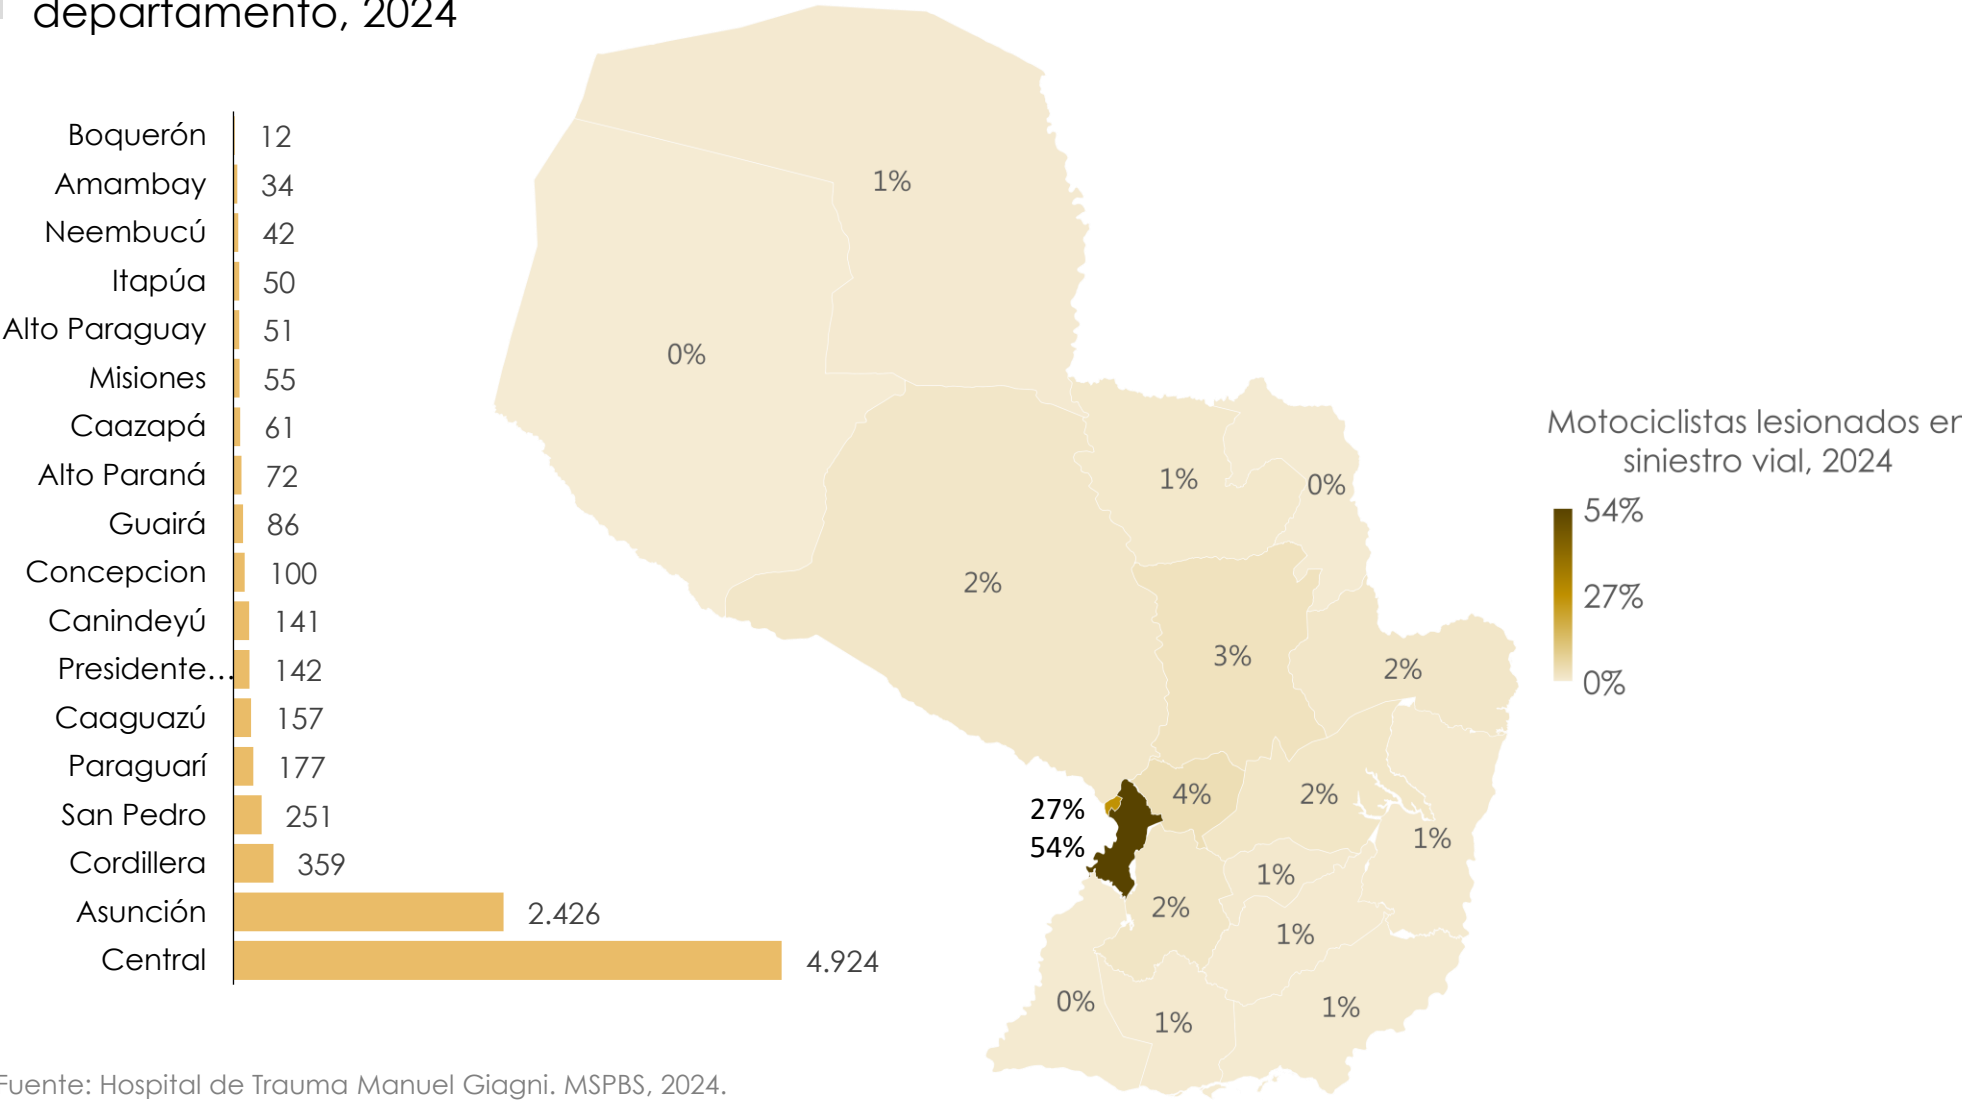 departamento, 2024
Boquerón 12
Amambay 34
Neembucú 42
Itapúa 50
Alto Paraguay 51
Misiones 55
Caazapá 61
Alto Paraná 72
Guairá 86
Concepcion 100
Canindeyú 141
Presidente... 142
Caaguazú 157
Paraguarí 177
San Pedro 251
Cordillera 359
Asunción 2.426
Central 4.924
1%
0%
1%
0%
2%
3%
2%
4%
2%
27%
54%
1%
1%
2%
1%
0%
1%
1%
Motociclistas lesionados en
siniestro vial, 2024
54%
27%
0%
Fuente: Hospital de Trauma Manuel Giagni. MSPBS, 2024.